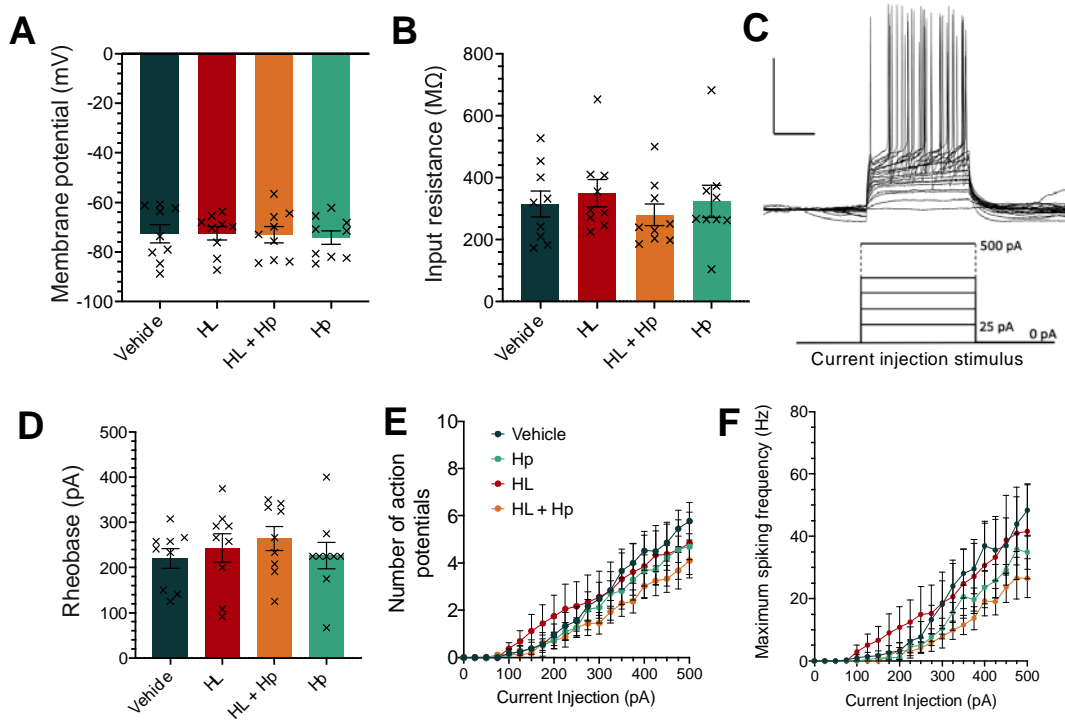 A
Membrane potential (mV)
0
-20
-40
-60
-80
-100
Vehicle
HL
HL + Hp
Hp
B
Input resistance (MΩ)
800
600
400
200
0
Vehicle
HL
HL + Hp
Hp
C
500 pA
25 pA
0 pA
Current injection stimulus
D
Rheobase (pA)
500
400
300
200
100
0
Vehicle
HL
HL + Hp
Hp
E
Number of action
potentials
10
8
6
4
2
0
Vehicle
Hp
HL
HL + Hp
0
100
200
300
400
500
Current Injection (pA)
F
Maximum spiking frequency (Hz)
80
60
40
20
0
0
100
200
300
400
500
Current Injection (pA)